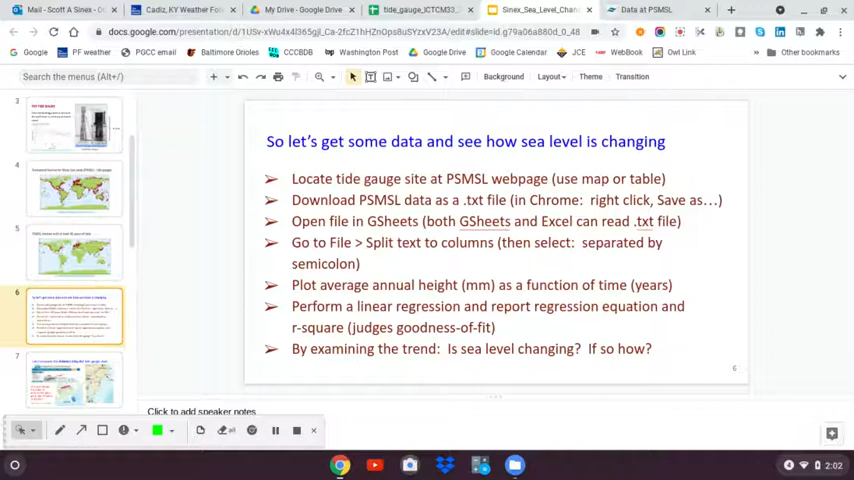 Mail - Scott A Sinex - Outlook
Cadiz, KY Weather Fo
My Drive - Google Drive
tide_gauge_ICTCM33_
Sinex_Sea_Level_Chan
Data at PSMSL
docs.google.com/presentation/d/
Google
PF weather
PGCC email
Baltimore Orioles
CCCBDB
Washington Post
Google Drive
Google Calendar
JCE
WebBook
Owl Link
Other bookmarks
Search the menus (Alt+/)
Background
Layout
Theme
Transition
3
4
5
6
7
So let's get some data and see how sea level is changing
➢ Locate tide gauge site at PSMSL webpage (use map or table)
➢ Download PSMSL data as a .txt file (in Chrome: right click, Save as…)
➢ Open file in GSheets (both GSheets and Excel can read .txt file)
➢ Go to File > Split text to columns (then select: separated by
semicolon)
➢ Plot average annual height (mm) as a function of time (years)
➢ Perform a linear regression and report regression equation and
r-square (judges goodness-of-fit)
➢ By examining the trend: Is sea level changing? If so how?
6
Click to add speaker notes
4
2:02